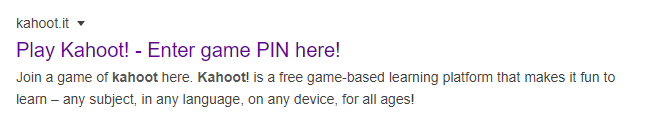 kahoot.it
Play Kahoot! - Enter game PIN here!
Join a game of kahoot here. Kahoot! is a free game-based learning platform that makes it fun to
learn – any subject, in any language, on any device, for all ages!